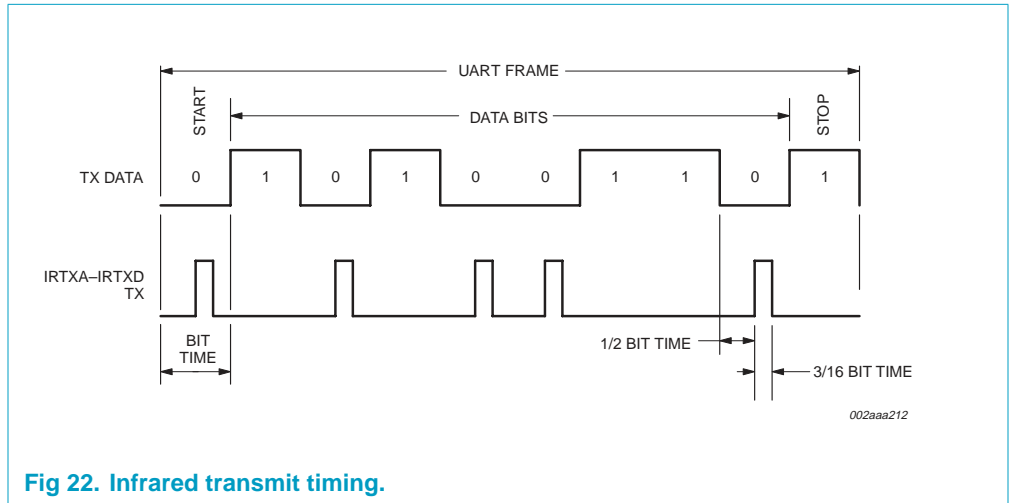 UART FRAME
START
DATA BITS
STOP
TX DATA
0 1 0 1 0 0 1 1 0 1
IRTXA–IRTXD
TX
BIT
TIME
1/2 BIT TIME
3/16 BIT TIME
002aaa212
Fig 22. Infrared transmit timing.